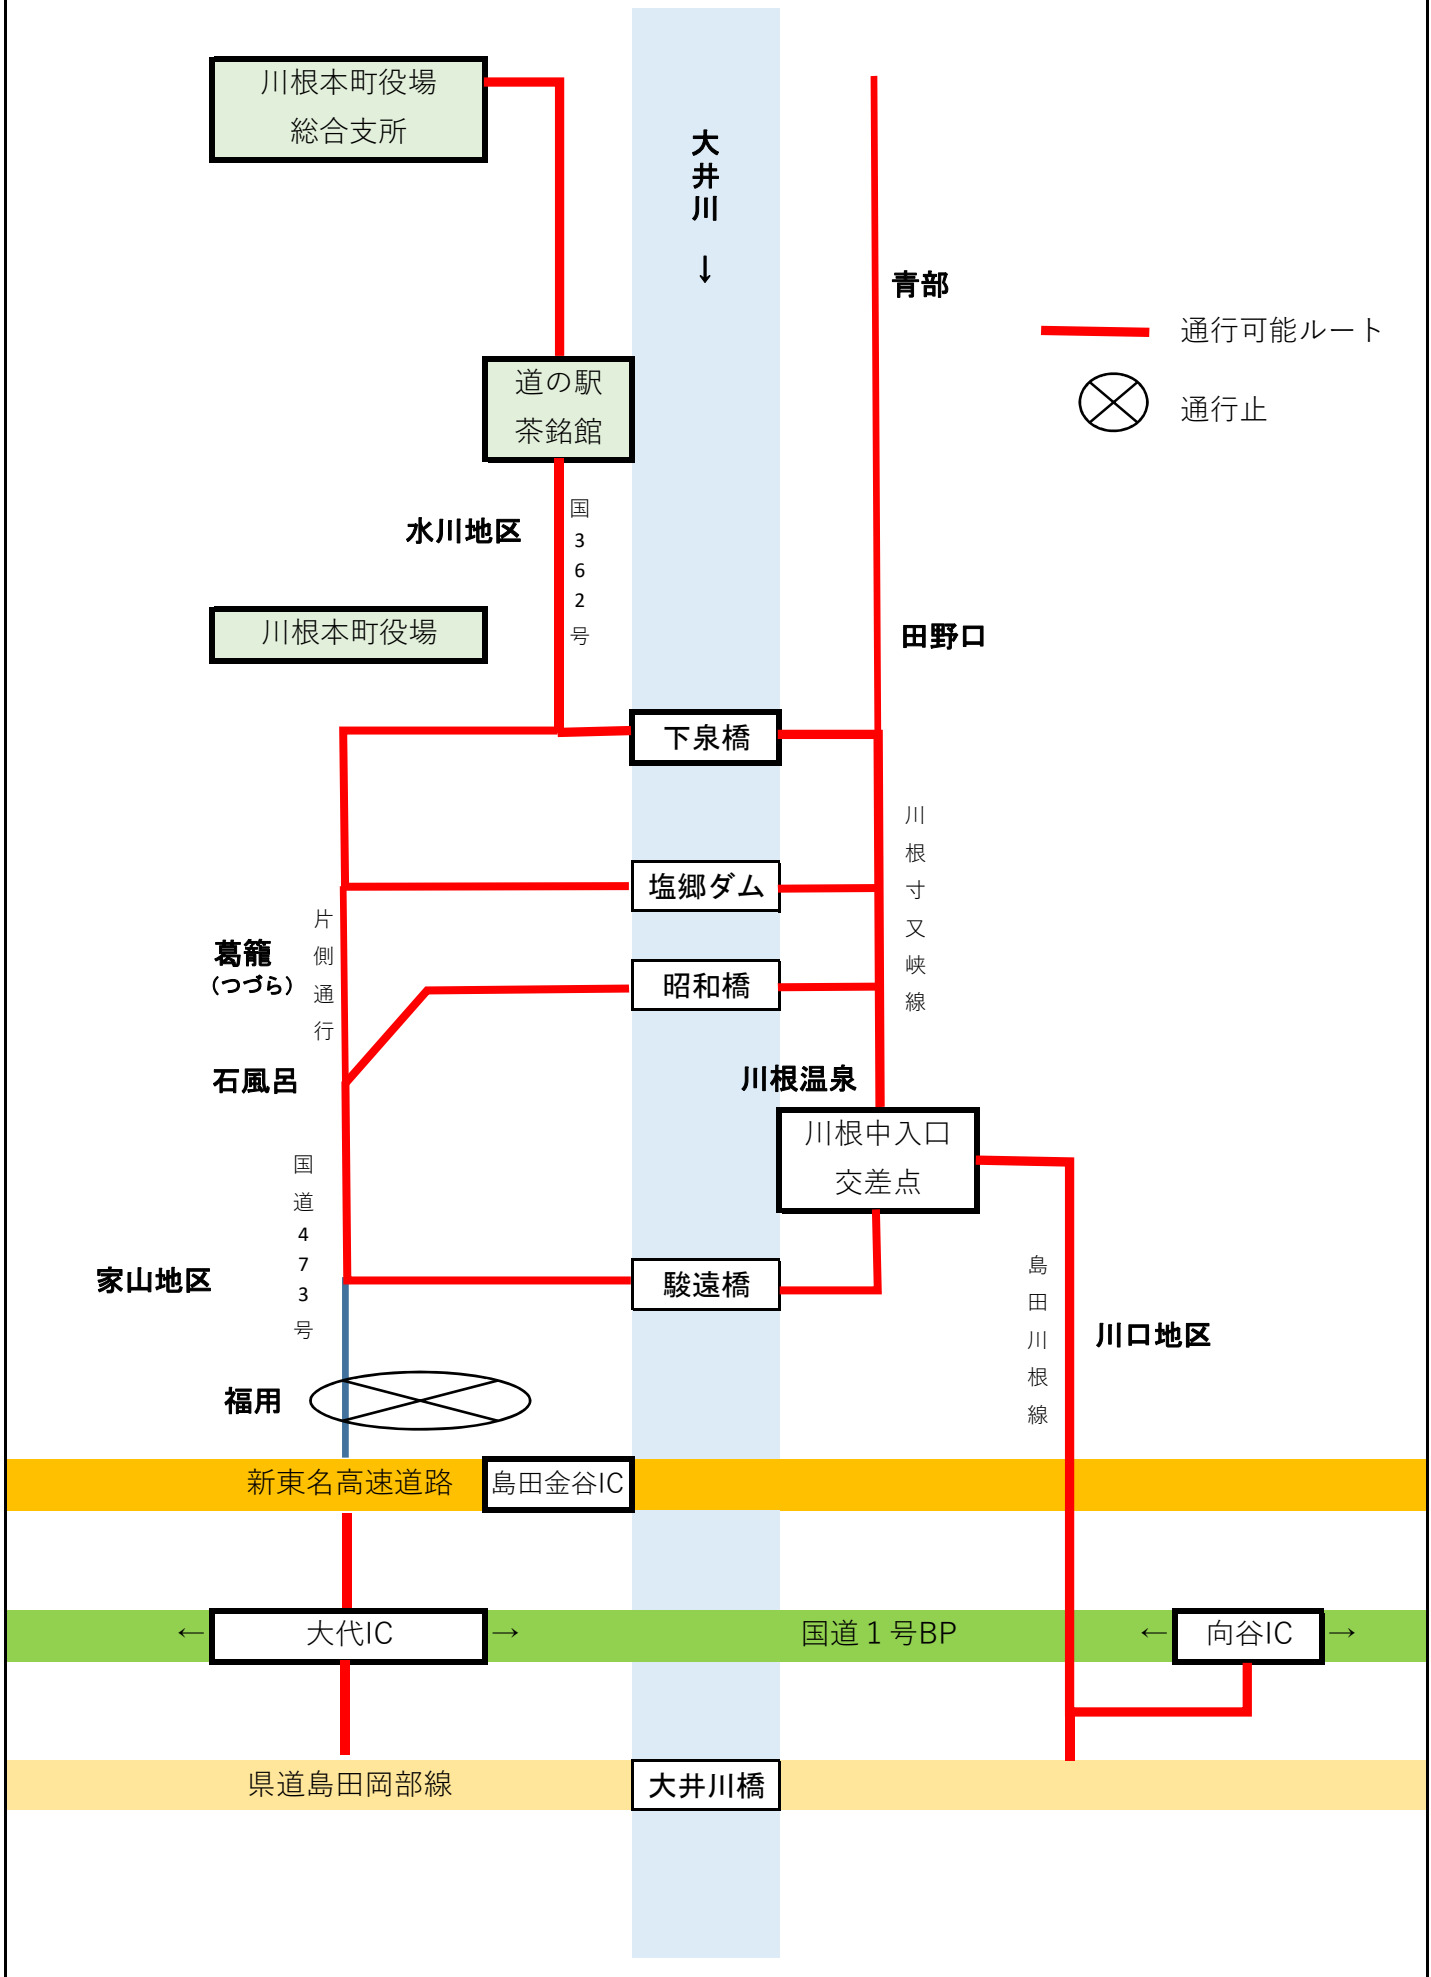 川根本町役場
総合支所
大井川
↓
青部
通行可能ルート
通行止
道の駅
茶銘館
水川地区
国362号
川根本町役場
田野口
下泉橋
川根寸又峡線
塩郷ダム
片側通行
葛籠
(つづら)
昭和橋
石風呂
川根温泉
川根中入口
交差点
国道473号
家山地区
駿遠橋
島田川根線
川口地区
福用
新東名高速道路
島田金谷IC
← 大代IC →
国道1号BP
← 向谷IC →
県道島田岡部線
大井川橋